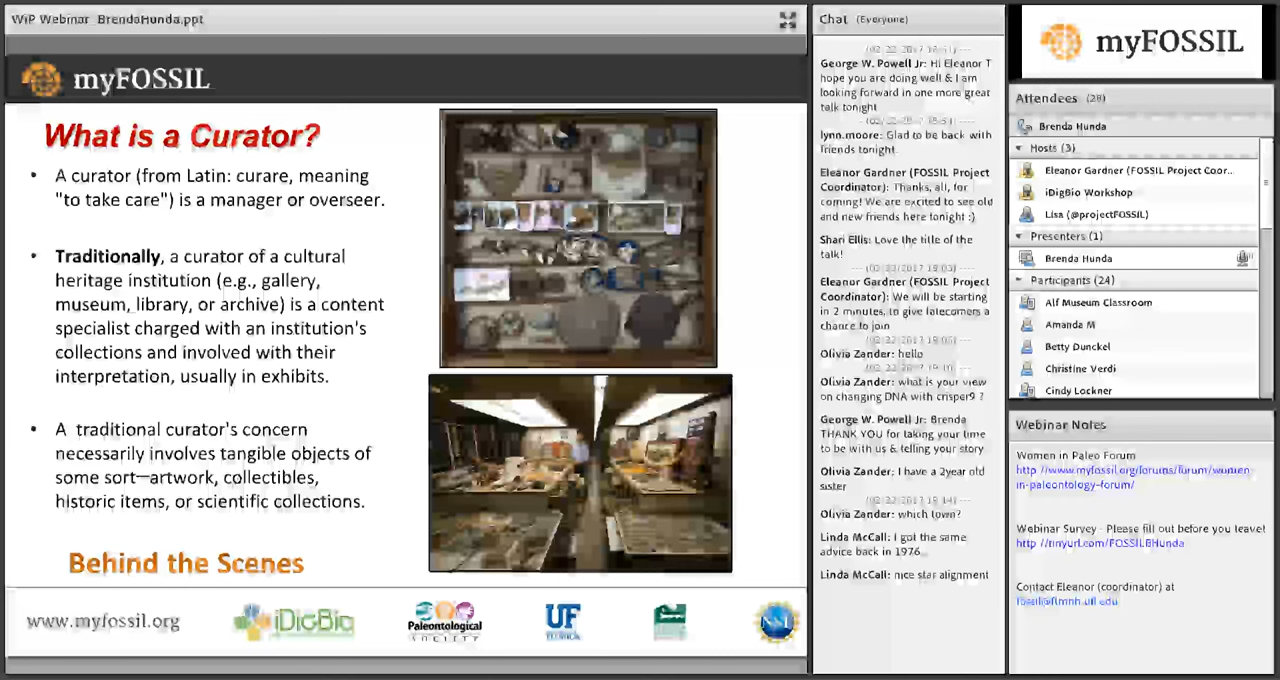 WiP Webinar_BrendaHunda.ppt
myFOSSIL
What is a Curator?
• A curator (from Latin: curare, meaning
"to take care") is a manager or overseer.
• Traditionally, a curator of a cultural
heritage institution (e.g., gallery,
museum, library, or archive) is a content
specialist charged with an institution's
collections and involved with their
interpretation, usually in exhibits.
• A traditional curator's concern
necessarily involves tangible objects of
some sort—artwork, collectibles,
historic items, or scientific collections.
Behind the Scenes
www.myfossil.org
iDigBio
Paleontological
SOCIETY
UF
NSF
Chat (Everyone)
George W. Powell Jr: Hi Eleanor I
hope you are doing well & I am
looking forward in one more great
talk tonight
lynn.moore: Glad to be back with
friends tonight.
Eleanor Gardner (FOSSIL Project
Coordinator): Thanks, all, for
coming! We are excited to see old
and new friends here tonight :)
Shari Ellis: Love the title of the
talk!
Eleanor Gardner (FOSSIL Project
Coordinator): We will be starting
in 2 minutes, to give latecomers a
chance to join
Olivia Zander: hello
Olivia Zander: what is your view
on changing DNA with crisper9 ?
George W. Powell Jr: Brenda
THANK YOU for taking your time
to be with us & telling your story
Olivia Zander: I have a 2year old
sister
Olivia Zander: which town?
Linda McCall: I got the same
advice back in 1976...
Linda McCall: nice star alignment
myFOSSIL
Attendees (28)
Brenda Hunda
Hosts (3)
Eleanor Gardner (FOSSIL Project Coor..
iDigBio Workshop
Lisa (@projectFOSSIL)
Presenters (1)
Brenda Hunda
Participants (24)
Alf Museum Classroom
Amanda M
Betty Dunckel
Christine Verdi
Cindy Lockner
Webinar Notes
Women in Paleo Forum
http://www.myfossil.org/forums/forum/women-
in-paleontology-forum/
Webinar Survey - Please fill out before you leave!
http://tinyurl.com/FOSSILBHunda
Contact Eleanor (coordinator) at
fossil@flmnh.ufl.edu